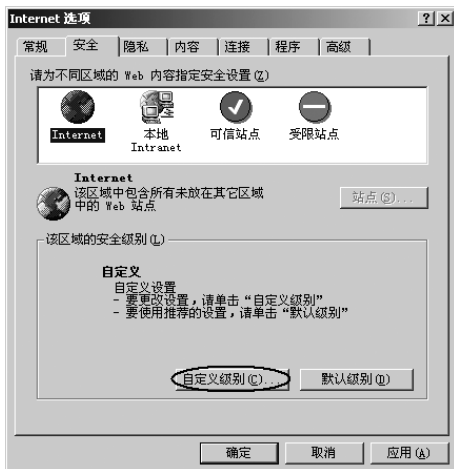 Internet 选项
常规 安全 隐私 内容 连接 程序 高级
请为不同区域的 Web 内容指定安全设置(Z)
Internet 本地 Intranet 可信站点 受限站点
Internet
该区域中包含所有未放在其它区域
中的 Web 站点
站点(S)...
该区域的安全级别(L)
自定义
自定义设置
- 要更改设置，请单击“自定义级别”
- 要使用推荐的设置，请单击“默认级别”
自定义级别(C)... 默认级别(D)
确定 取消 应用(A)